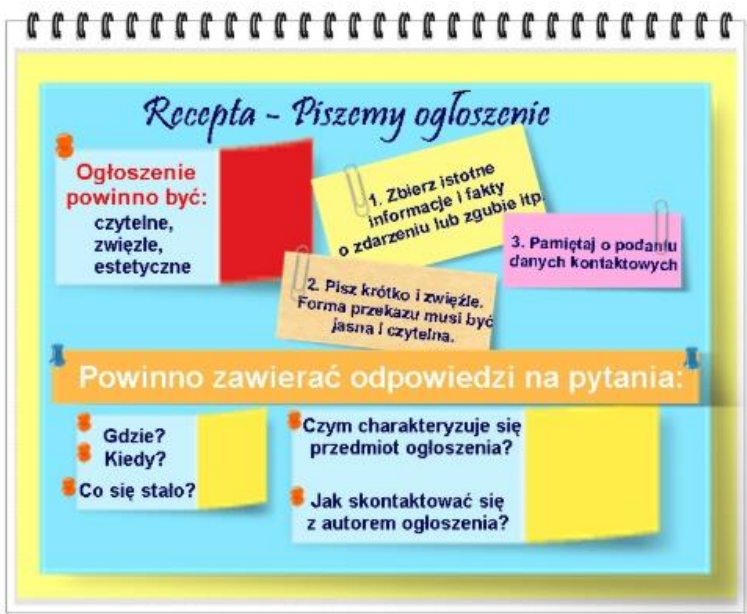 Recepta - Piszemy ogłoszenie
Ogłoszenie
powinno być:
czytelne,
zwięzłe,
estetyczne
1. Zbierz istotne
informacje i fakty
o zdarzeniu lub zgubie itp.
2. Pisz krótko i zwięźle.
Forma przekazu musi być
jasna i czytelna.
3. Pamiętaj o podaniu
danych kontaktowych
Powinno zawierać odpowiedzi na pytania:
Gdzie?
Kiedy?
Co się stało?
Czym charakteryzuje się
przedmiot ogłoszenia?
Jak skontaktować się
z autorem ogłoszenia?